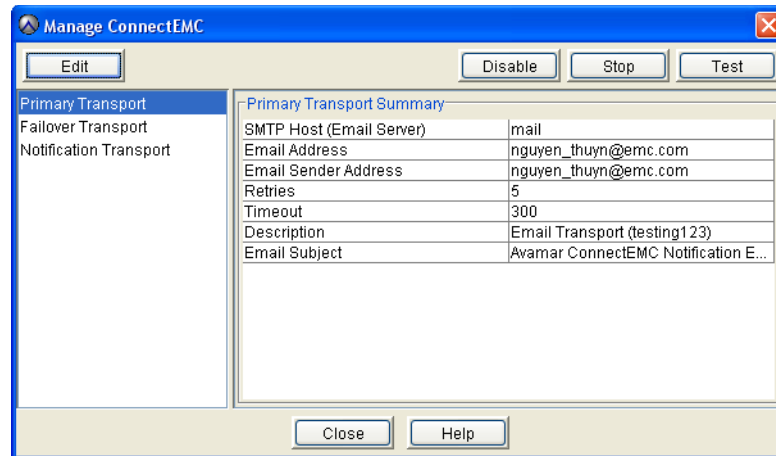 Manage ConnectEMC
Edit Disable Stop Test
Primary Transport
Failover Transport
Notification Transport
Primary Transport Summary
SMTP Host (Email Server) mail
Email Address nguyen_thuyn@emc.com
Email Sender Address nguyen_thuyn@emc.com
Retries 5
Timeout 300
Description Email Transport (testing123)
Email Subject Avamar ConnectEMC Notification E...
Close Help